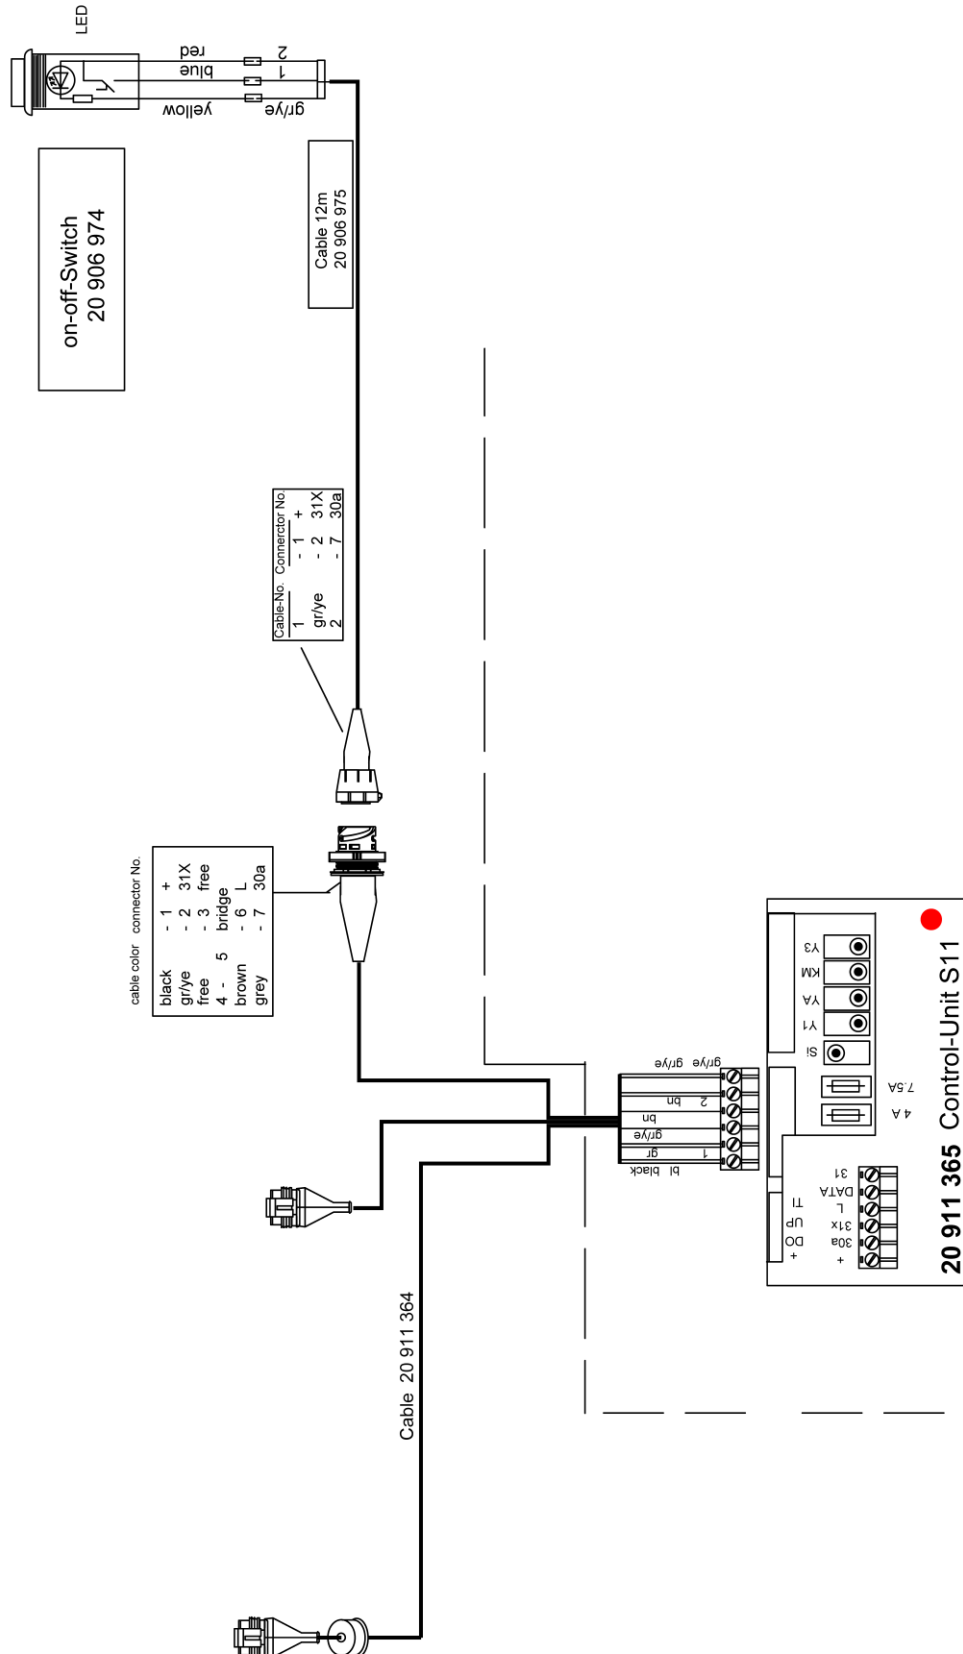 LED
red
blue
yellow
2
1
gr/ye
on-off-Switch
20 906 974
Cable 12m
20 906 975
Cable-No. Connerctor No.
1 - 1 +
gr/ye - 2 31X
2 - 7 30a
cable color connector No.
black - 1 +
gr/ye - 2 31X
free - 3 free
4 - 5 bridge
brown - 6 L
grey - 7 30a
Cable 20 911 364
gr/ye gr/ye
2 bn
bn
gr/ye
1 gr
bl black
Y3
KM
YA
Y1
Si
7.5A
4 A
31
DATA
L
31x
30a
+
TI
UP
DO
+
20 911 365 Control-Unit S11